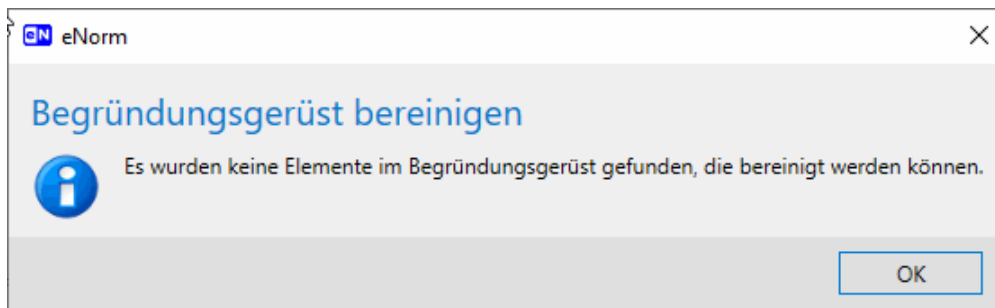 eN eNorm
Begründungsgerüst bereinigen
Es wurden keine Elemente im Begründungsgerüst gefunden, die bereinigt werden können.
OK